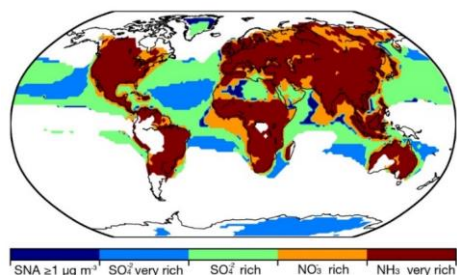 SNA ≥1 μg m⁻³ SO₄²⁻ very rich SO₄²⁻ rich NO₃⁻ rich NH₃ very rich